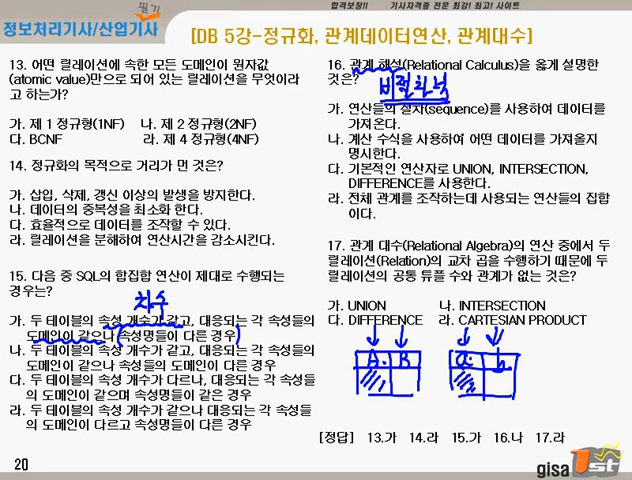 합격보장!! 기사자격증 전문 최강! 최고! 사이트
필기
정보처리기사/산업기사
[DB 5강-정규화, 관계데이터연산, 관계대수]
13. 어떤 릴레이션에 속한 모든 도메인이 원자값
(atomic value)만으로 되어 있는 릴레이션을 무엇이라
고 하는가?
가. 제 1 정규형(1NF) 나. 제 2 정규형(2NF)
다. BCNF 라. 제 4 정규형(4NF)
14. 정규화의 목적으로 거리가 먼 것은?
가. 삽입, 삭제, 갱신 이상의 발생을 방지한다.
나. 데이터의 중복성을 최소화 한다.
다. 효율적으로 데이터를 조작할 수 있다.
라. 릴레이션을 분해하여 연산시간을 감소시킨다.
15. 다음 중 SQL의 합집합 연산이 제대로 수행되는
경우는?
차수
가. 두 테이블의 속성 개수가 같고, 대응되는 각 속성들의
도메인이 같으나 속성명들이 다른 경우
나. 두 테이블의 속성 개수가 같고, 대응되는 각 속성들의
도메인이 같으나 속성들의 도메인이 다른 경우
다. 두 테이블의 속성 개수가 다르나, 대응되는 각 속성들
의 도메인이 같으며 속성명들이 같은 경우
라. 두 테이블의 속성 개수가 같으나 대응되는 각 속성들
의 도메인이 다르고 속성명들이 다른 경우
16. 관계 해석(Relational Calculus)을 옳게 설명한
것은?
비절차식
가. 연산들의 절차(sequence)를 사용하여 데이터를
가져온다.
나. 계산 수식을 사용하여 어떤 데이터를 가져올지
명시한다.
다. 기본적인 연산자로 UNION, INTERSECTION,
DIFFERENCE를 사용한다.
라. 전체 관계를 조작하는데 사용되는 연산들의 집합
이다.
17. 관계 대수(Relational Algebra)의 연산 중에서 두
릴레이션(Relation)의 교차 곱을 수행하기 때문에 두
릴레이션의 공통 튜플 수와 관계가 없는 것은?
가. UNION 나. INTERSECTION
다. DIFFERENCE 라. CARTESIAN PRODUCT
A B a b
[정답] 13.가 14.라 15.가 16.나 17.라
20
gisa 1st